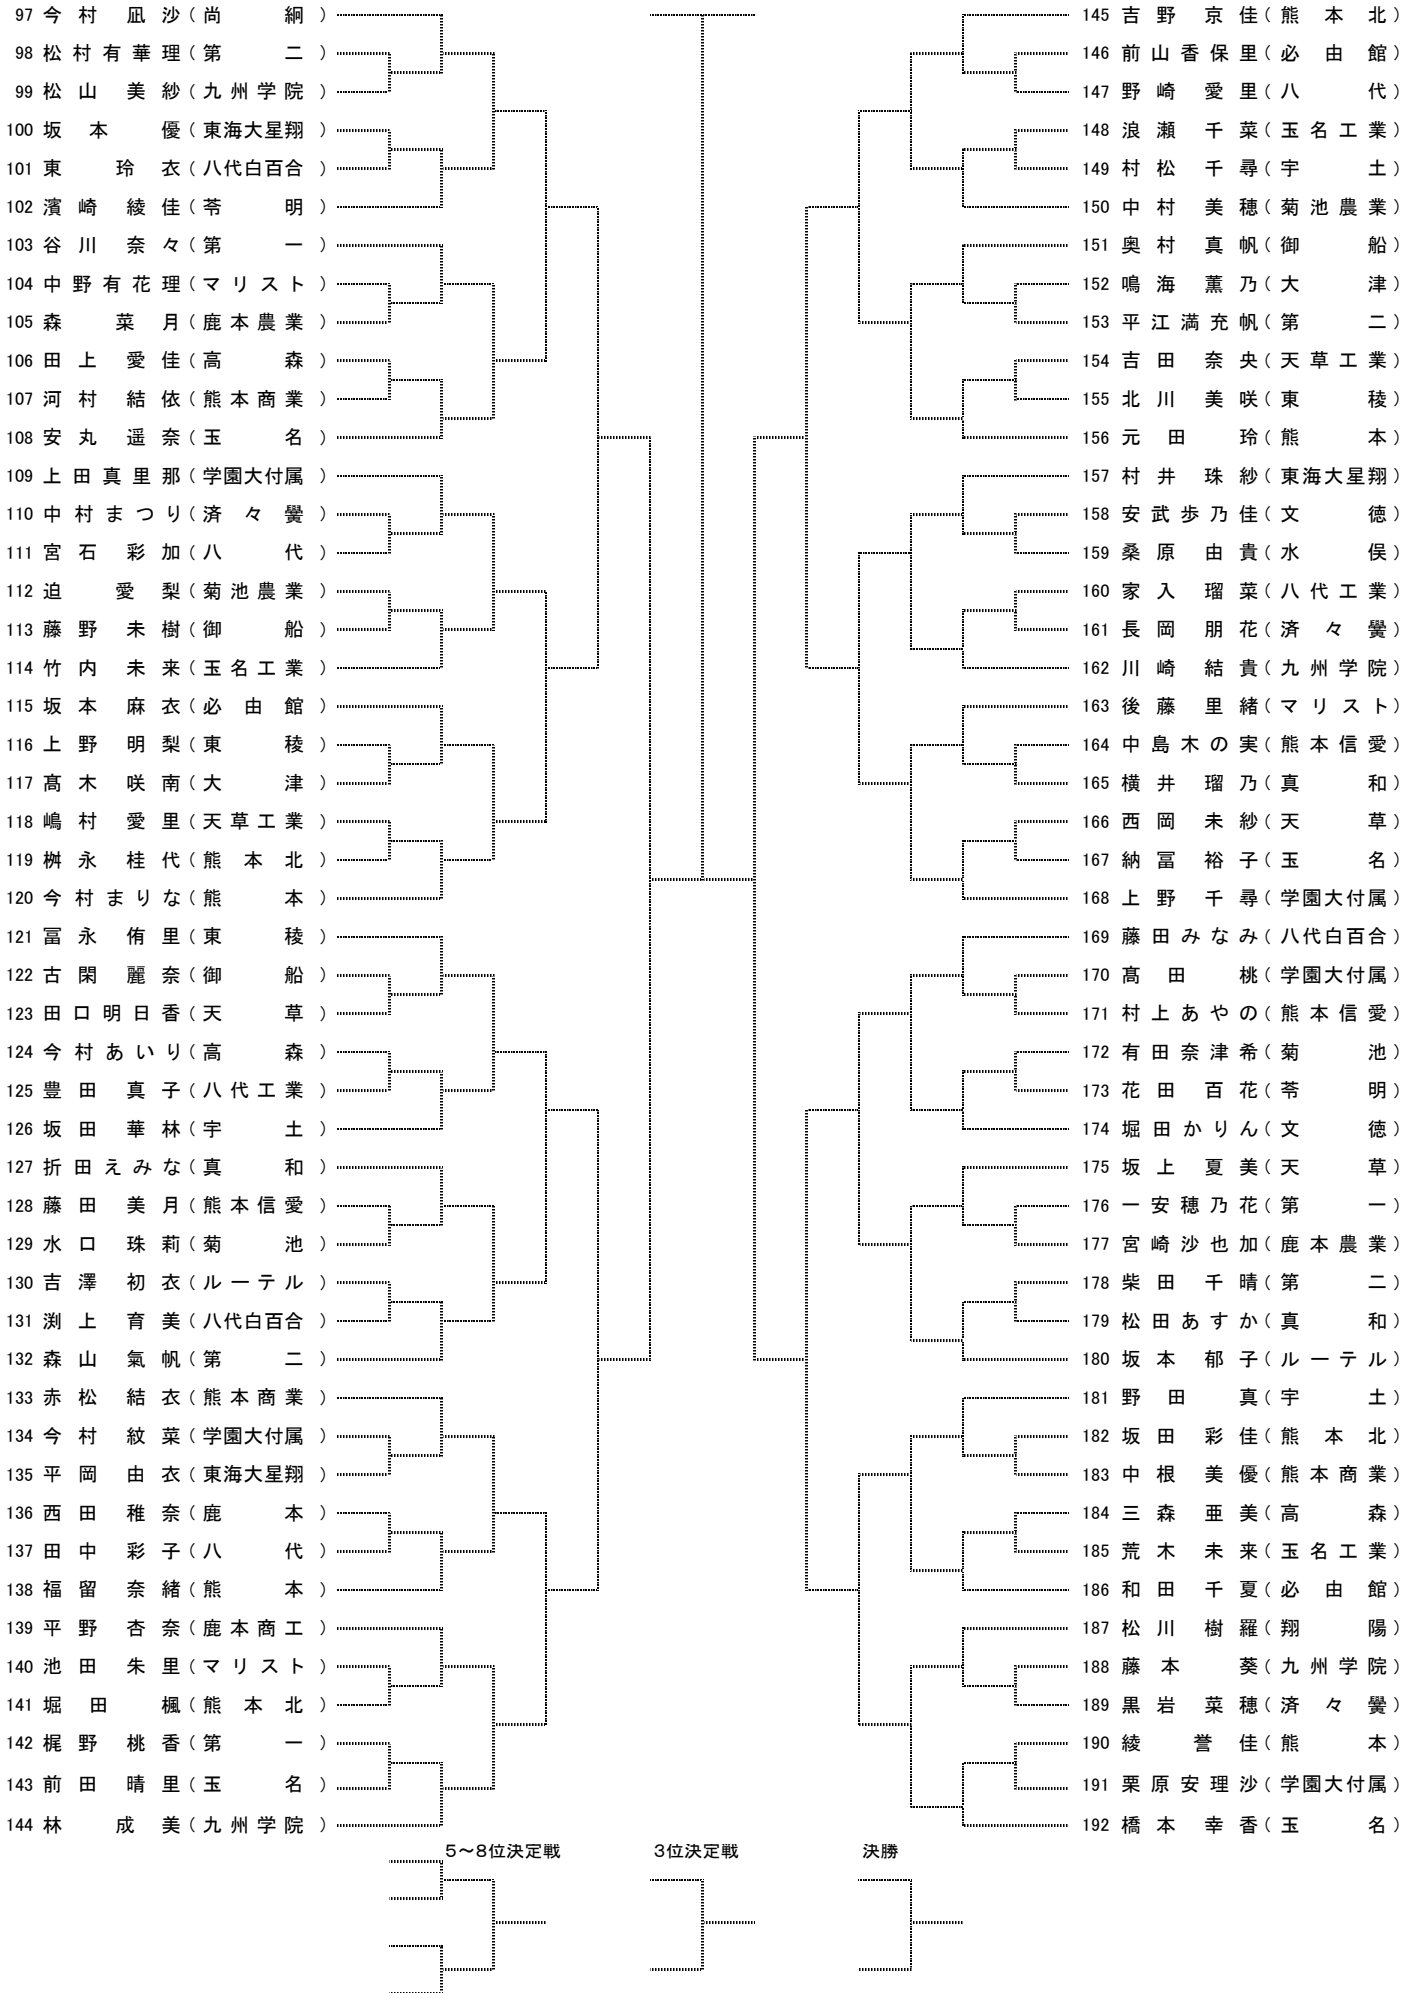 97 今村 凪沙(尚 絅)
98 松村有華理(第 二)
99 松山 美紗(九州学院)
100 坂本 優(東海大星翔)
101 東 玲衣(八代白百合)
102 濱崎 綾佳(苓 明)
103 谷川 奈々(第 一)
104 中野有花理(マリスト)
105 森 菜月(鹿本農業)
106 田上 愛佳(高 森)
107 河村 結依(熊本商業)
108 安丸 遥奈(玉 名)
109 上田真里那(学園大付属)
110 中村まつり(済々黌)
111 宮石 彩加(八 代)
112 迫 愛梨(菊池農業)
113 藤野 未樹(御 船)
114 竹内 未来(玉名工業)
115 坂本 麻衣(必由館)
116 上野 明梨(東 稜)
117 髙木 咲南(大 津)
118 嶋村 愛里(天草工業)
119 桝永 桂代(熊本北)
120 今村まりな(熊 本)
121 冨永 侑里(東 稜)
122 古閑 麗奈(御 船)
123 田口明日香(天 草)
124 今村あいり(高 森)
125 豊田 真子(八代工業)
126 坂田 華林(宇 土)
127 折田えみな(真 和)
128 藤田 美月(熊本信愛)
129 水口 珠莉(菊 池)
130 吉澤 初衣(ルーテル)
131 渕上 育美(八代白百合)
132 森山 氣帆(第 二)
133 赤松 結衣(熊本商業)
134 今村 紋菜(学園大付属)
135 平岡 由衣(東海大星翔)
136 西田 稚奈(鹿 本)
137 田中 彩子(八 代)
138 福留 奈緒(熊 本)
139 平野 杏奈(鹿本商工)
140 池田 朱里(マリスト)
141 堀田 楓(熊本北)
142 梶野 桃香(第 一)
143 前田 晴里(玉 名)
144 林 成美(九州学院)
145 吉野 京佳(熊本北)
146 前山香保里(必由館)
147 野崎 愛里(八 代)
148 浪瀬 千菜(玉名工業)
149 村松 千尋(宇 土)
150 中村 美穂(菊池農業)
151 奥村 真帆(御 船)
152 鳴海 薫乃(大 津)
153 平江満充帆(第 二)
154 吉田 奈央(天草工業)
155 北川 美咲(東 稜)
156 元田 玲(熊 本)
157 村井 珠紗(東海大星翔)
158 安武歩乃佳(文 徳)
159 桑原 由貴(水 俣)
160 家入 瑠菜(八代工業)
161 長岡 朋花(済々黌)
162 川崎 結貴(九州学院)
163 後藤 里緒(マリスト)
164 中島木の実(熊本信愛)
165 横井 瑠乃(真 和)
166 西岡 未紗(天 草)
167 納冨 裕子(玉 名)
168 上野 千尋(学園大付属)
169 藤田みなみ(八代白百合)
170 髙田 桃(学園大付属)
171 村上あやの(熊本信愛)
172 有田奈津希(菊 池)
173 花田 百花(苓 明)
174 堀田かりん(文 徳)
175 坂上 夏美(天 草)
176 一安穂乃花(第 一)
177 宮崎沙也加(鹿本農業)
178 柴田 千晴(第 二)
179 松田あすか(真 和)
180 坂本 郁子(ルーテル)
181 野田 真(宇 土)
182 坂田 彩佳(熊本北)
183 中根 美優(熊本商業)
184 三森 亜美(高 森)
185 荒木 未来(玉名工業)
186 和田 千夏(必由館)
187 松川 樹羅(翔 陽)
188 藤本 葵(九州学院)
189 黒岩 菜穂(済々黌)
190 綾 誉佳(熊 本)
191 栗原安理沙(学園大付属)
192 橋本 幸香(玉 名)
5～8位決定戦 3位決定戦 決勝